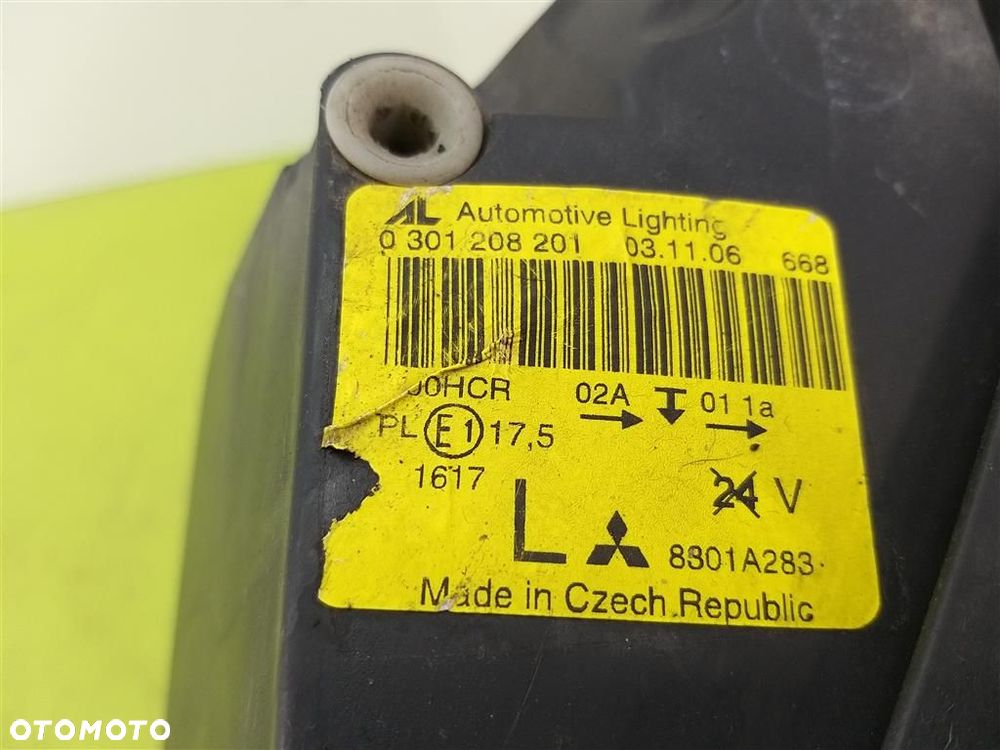 AL Automotive Lighting
0 301 208 201 03.11.06 668
00HCR 02A 01 1a
PL E1 17,5
1617
24 V
L 8301A283
Made in Czech Republic
OTOMOTO